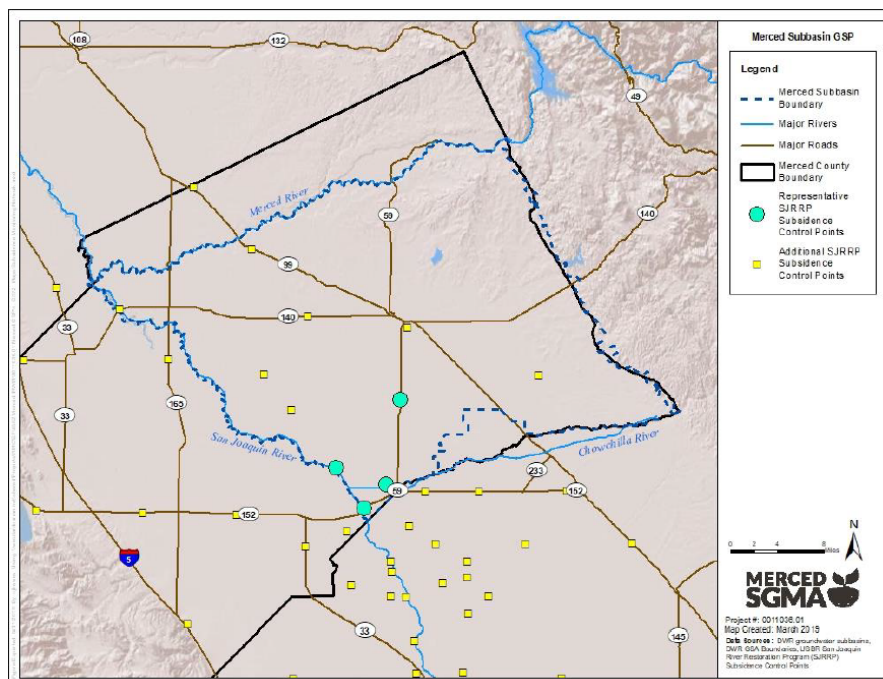 108
132
49
140
59
Merced River
99
140
33
33
165
San Joaquin River
Chowchilla River
233
59
152
152
5
33
145
Merced Subbasin GSP
Legend
Merced Subbasin
Boundary
Major Rivers
Major Roads
Merced County
Boundary
Representative
SJRRP
Subsidence
Control Points
Additional SJRRP
Subsidence
Control Points
N
0 2 4 8
Miles
MERCED
SGMA
Map Created: March 2019
Data Sources: DWR groundwater subbasins,
DWR GSA Boundaries, USBR San Joaquin
River Restoration Program (SJRRP)
Subsidence Control Points